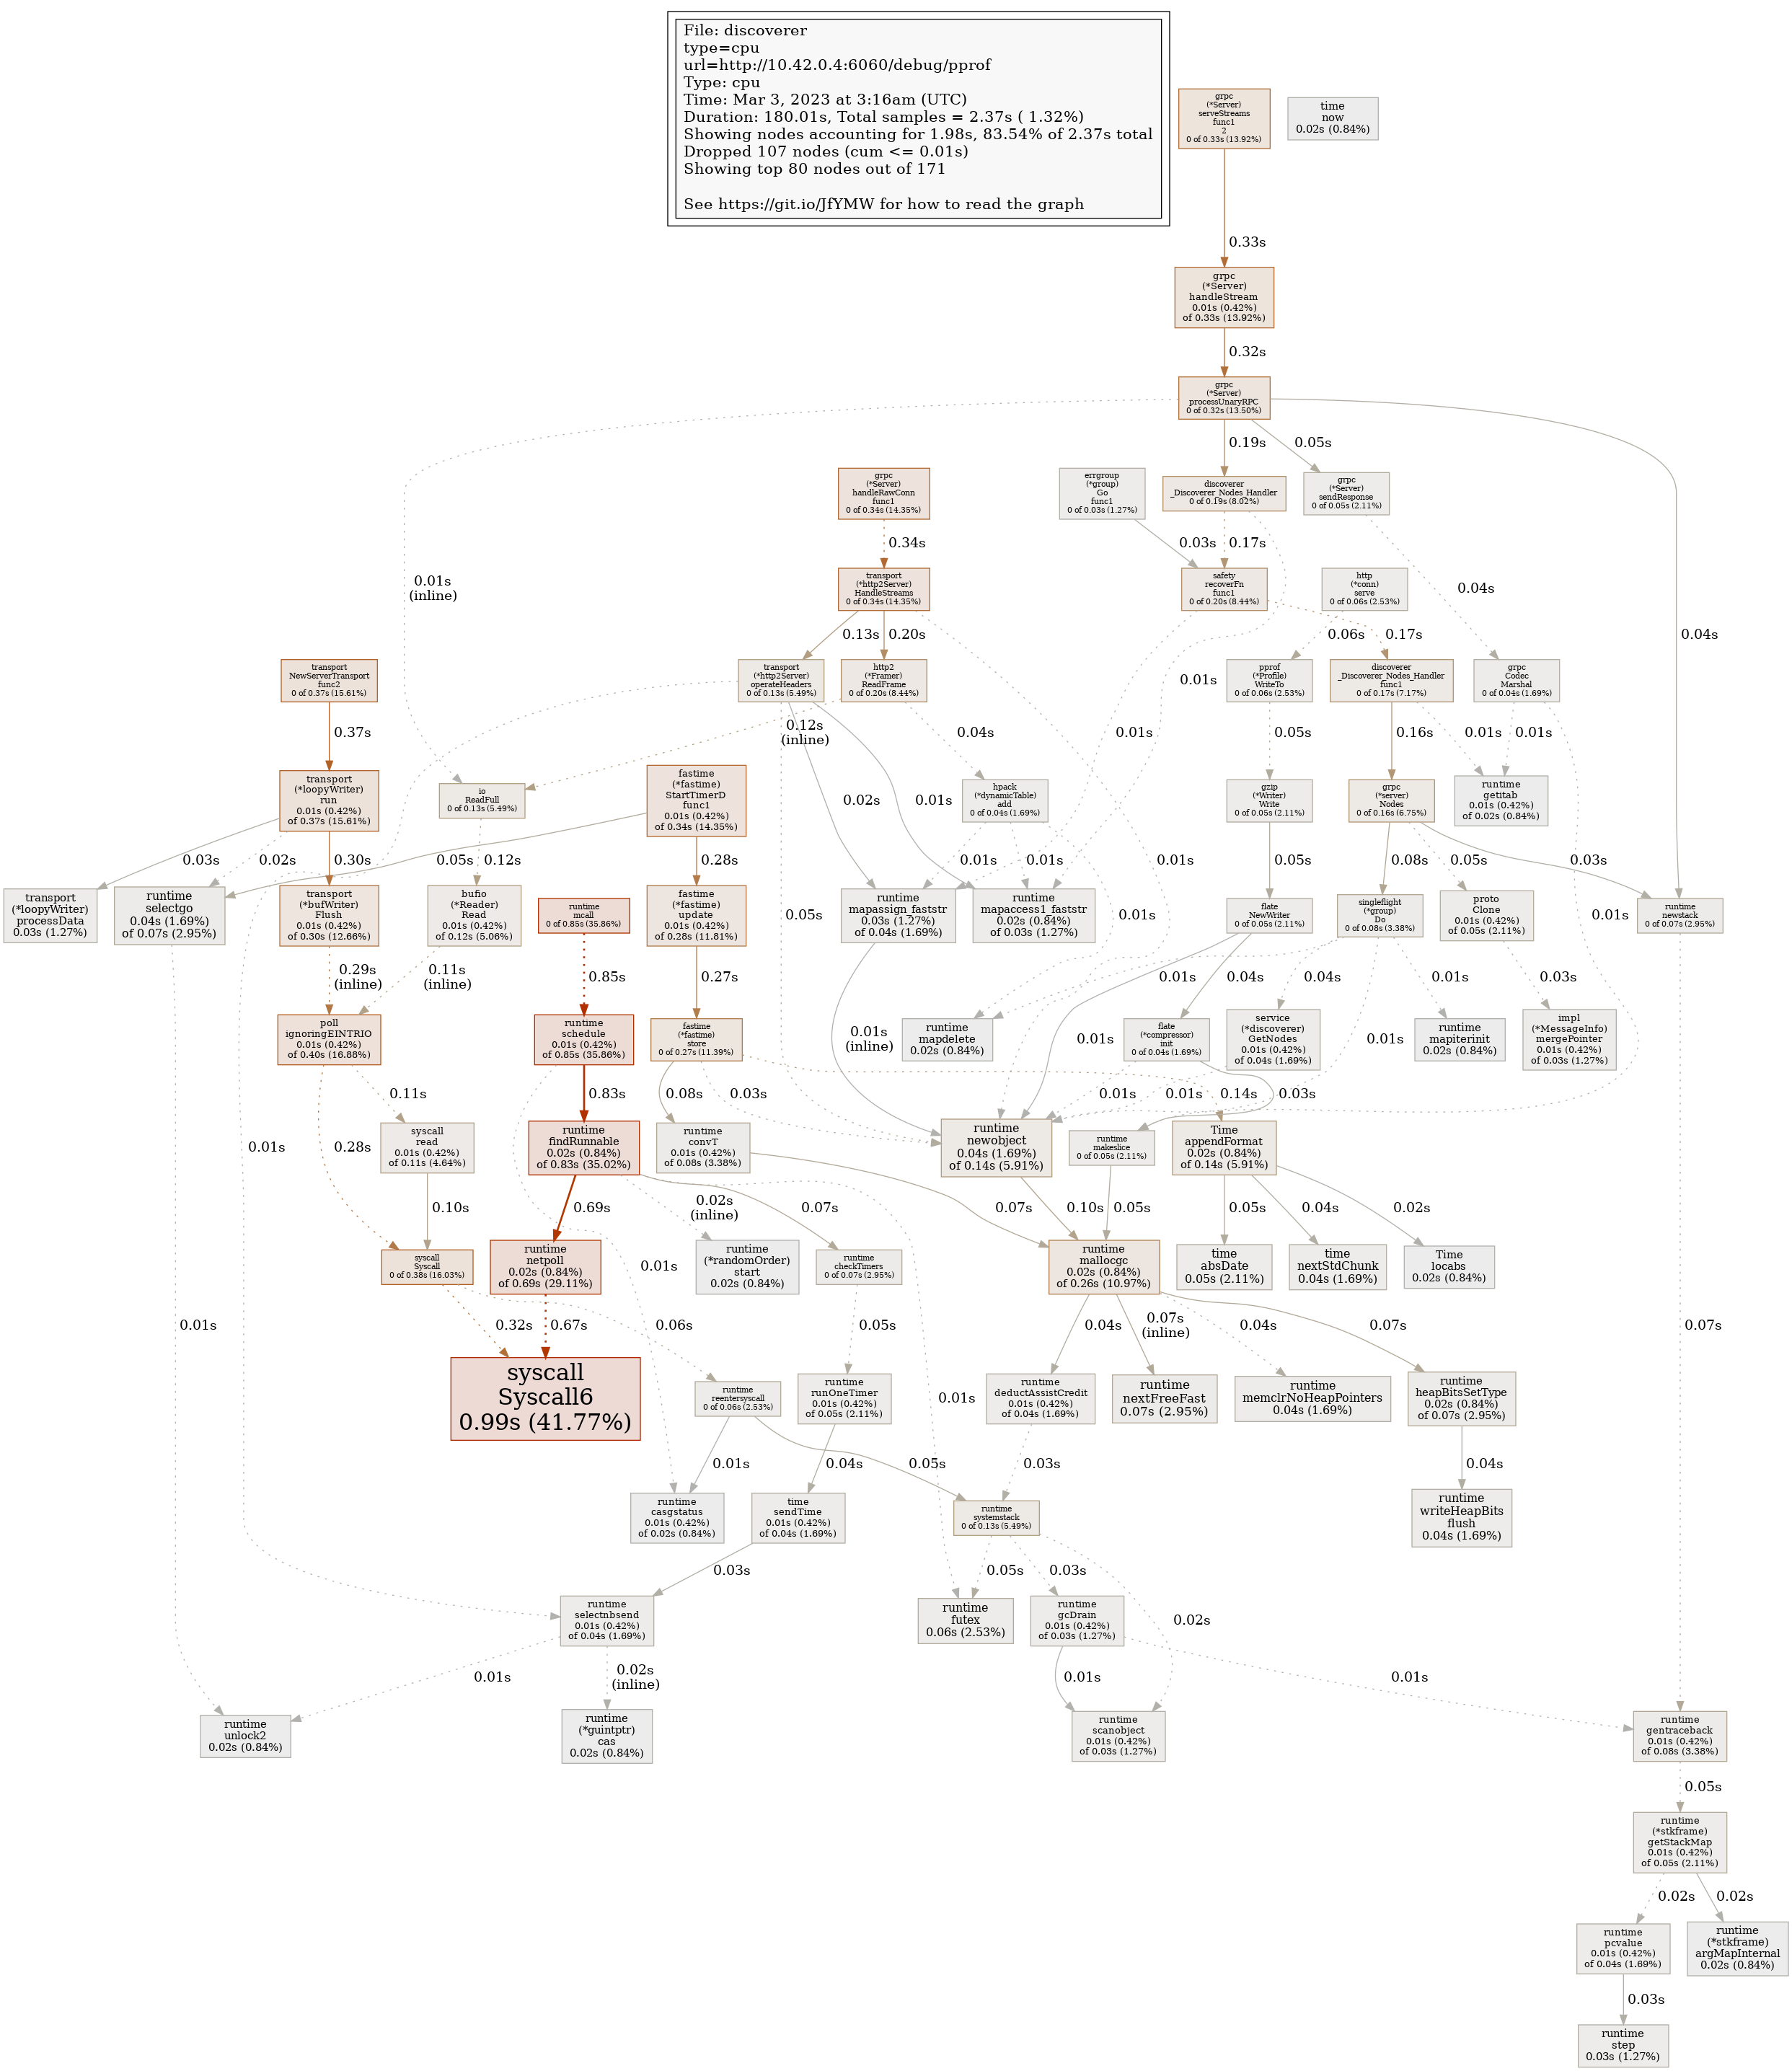 File: discoverer
type=cpu
url=http://10.42.0.4:6060/debug/pprof
Type: cpu
Time: Mar 3, 2023 at 3:16am (UTC)
Duration: 180.01s, Total samples = 2.37s ( 1.32%)
Showing nodes accounting for 1.98s, 83.54% of 2.37s total
Dropped 107 nodes (cum <= 0.01s)
Showing top 80 nodes out of 171
See https://git.io/JfYMW for how to read the graph
grpc
(*Server)
serveStreams
func1
2
0 of 0.33s (13.92%)
time
now
0.02s (0.84%)
0.33s
grpc
(*Server)
handleStream
0.01s (0.42%)
of 0.33s (13.92%)
0.32s
grpc
(*Server)
processUnaryRPC
0 of 0.32s (13.50%)
0.19s
0.05s
grpc
(*Server)
handleRawConn
func1
0 of 0.34s (14.35%)
errgroup
(*group)
Go
func1
0 of 0.03s (1.27%)
discoverer
_Discoverer_Nodes_Handler
0 of 0.19s (8.02%)
grpc
(*Server)
sendResponse
0 of 0.05s (2.11%)
0.34s
0.03s
0.17s
0.01s
(inline)
0.04s
transport
(*http2Server)
HandleStreams
0 of 0.34s (14.35%)
safety
recoverFn
func1
0 of 0.20s (8.44%)
http
(*conn)
serve
0 of 0.06s (2.53%)
0.13s
0.20s
0.06s
0.17s
0.04s
transport
NewServerTransport
func2
0 of 0.37s (15.61%)
transport
(*http2Server)
operateHeaders
0 of 0.13s (5.49%)
http2
(*Framer)
ReadFrame
0 of 0.20s (8.44%)
0.01s
pprof
(*Profile)
WriteTo
0 of 0.06s (2.53%)
discoverer
_Discoverer_Nodes_Handler
func1
0 of 0.17s (7.17%)
grpc
Codec
Marshal
0 of 0.04s (1.69%)
0.37s
0.12s
(inline)
0.04s
0.01s
0.05s
0.16s
0.01s
0.01s
transport
(*loopyWriter)
run
0.01s (0.42%)
of 0.37s (15.61%)
io
ReadFull
0 of 0.13s (5.49%)
fastime
(*fastime)
StartTimerD
func1
0.01s (0.42%)
of 0.34s (14.35%)
0.02s
0.01s
hpack
(*dynamicTable)
add
0 of 0.04s (1.69%)
gzip
(*Writer)
Write
0 of 0.05s (2.11%)
grpc
(*server)
Nodes
0 of 0.16s (6.75%)
runtime
getitab
0.01s (0.42%)
of 0.02s (0.84%)
0.03s
0.02s
0.30s
0.05s
0.12s
0.28s
0.01s
0.01s
0.01s
0.05s
0.08s
0.05s
0.03s
transport
(*loopyWriter)
processData
0.03s (1.27%)
runtime
selectgo
0.04s (1.69%)
of 0.07s (2.95%)
transport
(*bufWriter)
Flush
0.01s (0.42%)
of 0.30s (12.66%)
bufio
(*Reader)
Read
0.01s (0.42%)
of 0.12s (5.06%)
runtime
mcall
0 of 0.85s (35.86%)
fastime
(*fastime)
update
0.01s (0.42%)
of 0.28s (11.81%)
0.05s
runtime
mapassign_faststr
0.03s (1.27%)
of 0.04s (1.69%)
runtime
mapaccess1_faststr
0.02s (0.84%)
of 0.03s (1.27%)
0.01s
flate
NewWriter
0 of 0.05s (2.11%)
singleflight
(*group)
Do
0 of 0.08s (3.38%)
proto
Clone
0.01s (0.42%)
of 0.05s (2.11%)
0.01s
runtime
newstack
0 of 0.07s (2.95%)
0.29s
(inline)
0.11s
(inline)
0.85s
0.27s
0.01s
0.04s
0.04s
0.01s
0.03s
poll
ignoringEINTRIO
0.01s (0.42%)
of 0.40s (16.88%)
runtime
schedule
0.01s (0.42%)
of 0.85s (35.86%)
fastime
(*fastime)
store
0 of 0.27s (11.39%)
0.01s
(inline)
runtime
mapdelete
0.02s (0.84%)
flate
(*compressor)
init
0 of 0.04s (1.69%)
service
(*discoverer)
GetNodes
0.01s (0.42%)
of 0.04s (1.69%)
0.01s
runtime
mapiterinit
0.02s (0.84%)
impl
(*MessageInfo)
mergePointer
0.01s (0.42%)
of 0.03s (1.27%)
0.11s
0.83s
0.08s
0.03s
0.01s
0.01s
0.14s
0.03s
0.01s
0.28s
syscall
read
0.01s (0.42%)
of 0.11s (4.64%)
runtime
findRunnable
0.02s (0.84%)
of 0.83s (35.02%)
runtime
convT
0.01s (0.42%)
of 0.08s (3.38%)
runtime
newobject
0.04s (1.69%)
of 0.14s (5.91%)
runtime
makeslice
0 of 0.05s (2.11%)
Time
appendFormat
0.02s (0.84%)
of 0.14s (5.91%)
0.10s
0.69s
0.02s
(inline)
0.07s
0.07s
0.10s
0.05s
0.05s
0.04s
0.02s
syscall
Syscall
0 of 0.38s (16.03%)
runtime
netpoll
0.02s (0.84%)
of 0.69s (29.11%)
0.01s
runtime
(*randomOrder)
start
0.02s (0.84%)
runtime
checkTimers
0 of 0.07s (2.95%)
runtime
mallocgc
0.02s (0.84%)
of 0.26s (10.97%)
time
absDate
0.05s (2.11%)
time
nextStdChunk
0.04s (1.69%)
Time
locabs
0.02s (0.84%)
0.01s
0.32s
0.67s
0.06s
0.05s
0.04s
0.07s
(inline)
0.04s
0.07s
0.07s
syscall
Syscall6
0.99s (41.77%)
runtime
reentersyscall
0 of 0.06s (2.53%)
runtime
runOneTimer
0.01s (0.42%)
of 0.05s (2.11%)
0.01s
runtime
deductAssistCredit
0.01s (0.42%)
of 0.04s (1.69%)
runtime
nextFreeFast
0.07s (2.95%)
runtime
memclrNoHeapPointers
0.04s (1.69%)
runtime
heapBitsSetType
0.02s (0.84%)
of 0.07s (2.95%)
0.01s
0.04s
0.05s
0.03s
0.04s
runtime
casgstatus
0.01s (0.42%)
of 0.02s (0.84%)
time
sendTime
0.01s (0.42%)
of 0.04s (1.69%)
runtime
systemstack
0 of 0.13s (5.49%)
runtime
writeHeapBits
flush
0.04s (1.69%)
0.03s
0.05s
0.03s
0.02s
runtime
selectnbsend
0.01s (0.42%)
of 0.04s (1.69%)
runtime
futex
0.06s (2.53%)
runtime
gcDrain
0.01s (0.42%)
of 0.03s (1.27%)
0.01s
0.02s
(inline)
0.01s
0.01s
runtime
unlock2
0.02s (0.84%)
runtime
(*guintptr)
cas
0.02s (0.84%)
runtime
scanobject
0.01s (0.42%)
of 0.03s (1.27%)
runtime
gentraceback
0.01s (0.42%)
of 0.08s (3.38%)
0.05s
runtime
(*stkframe)
getStackMap
0.01s (0.42%)
of 0.05s (2.11%)
0.02s
0.02s
runtime
pcvalue
0.01s (0.42%)
of 0.04s (1.69%)
runtime
(*stkframe)
argMapInternal
0.02s (0.84%)
0.03s
runtime
step
0.03s (1.27%)